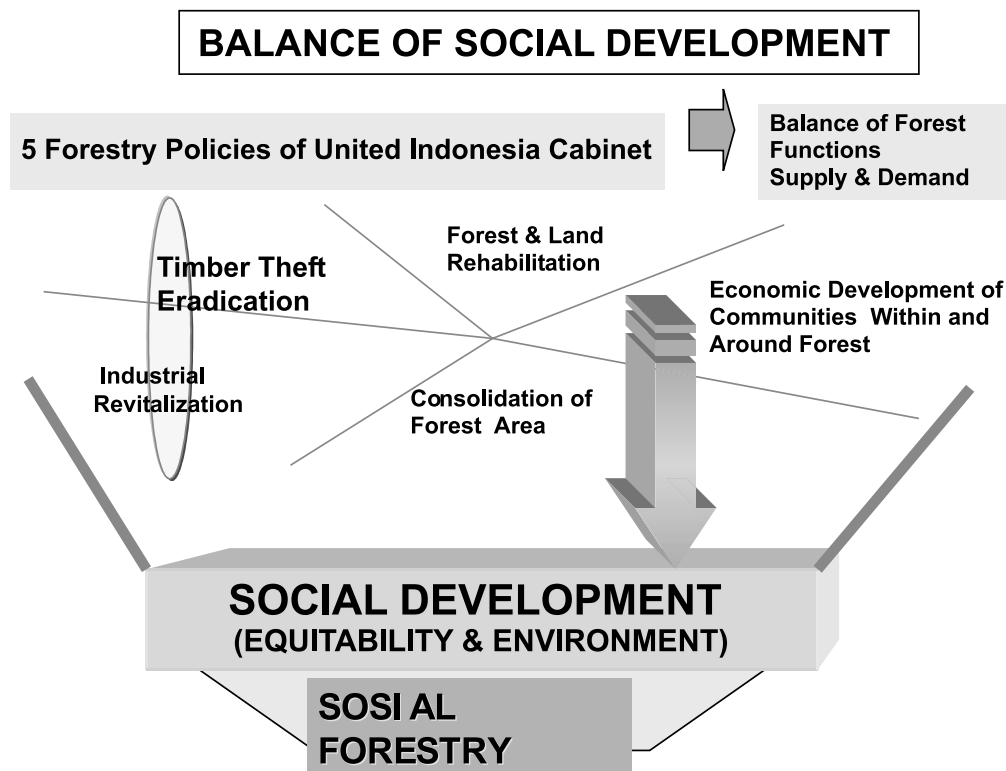 BALANCE OF SOCIAL DEVELOPMENT
5 Forestry Policies of United Indonesia Cabinet
Balance of Forest
Functions
Supply & Demand
Timber Theft
Eradication
Forest & Land
Rehabilitation
Economic Development of
Communities Within and
Around Forest
Industrial
Revitalization
Consolidation of
Forest Area
SOCIAL DEVELOPMENT
(EQUITABILITY & ENVIRONMENT)
SOSI AL
FORESTRY